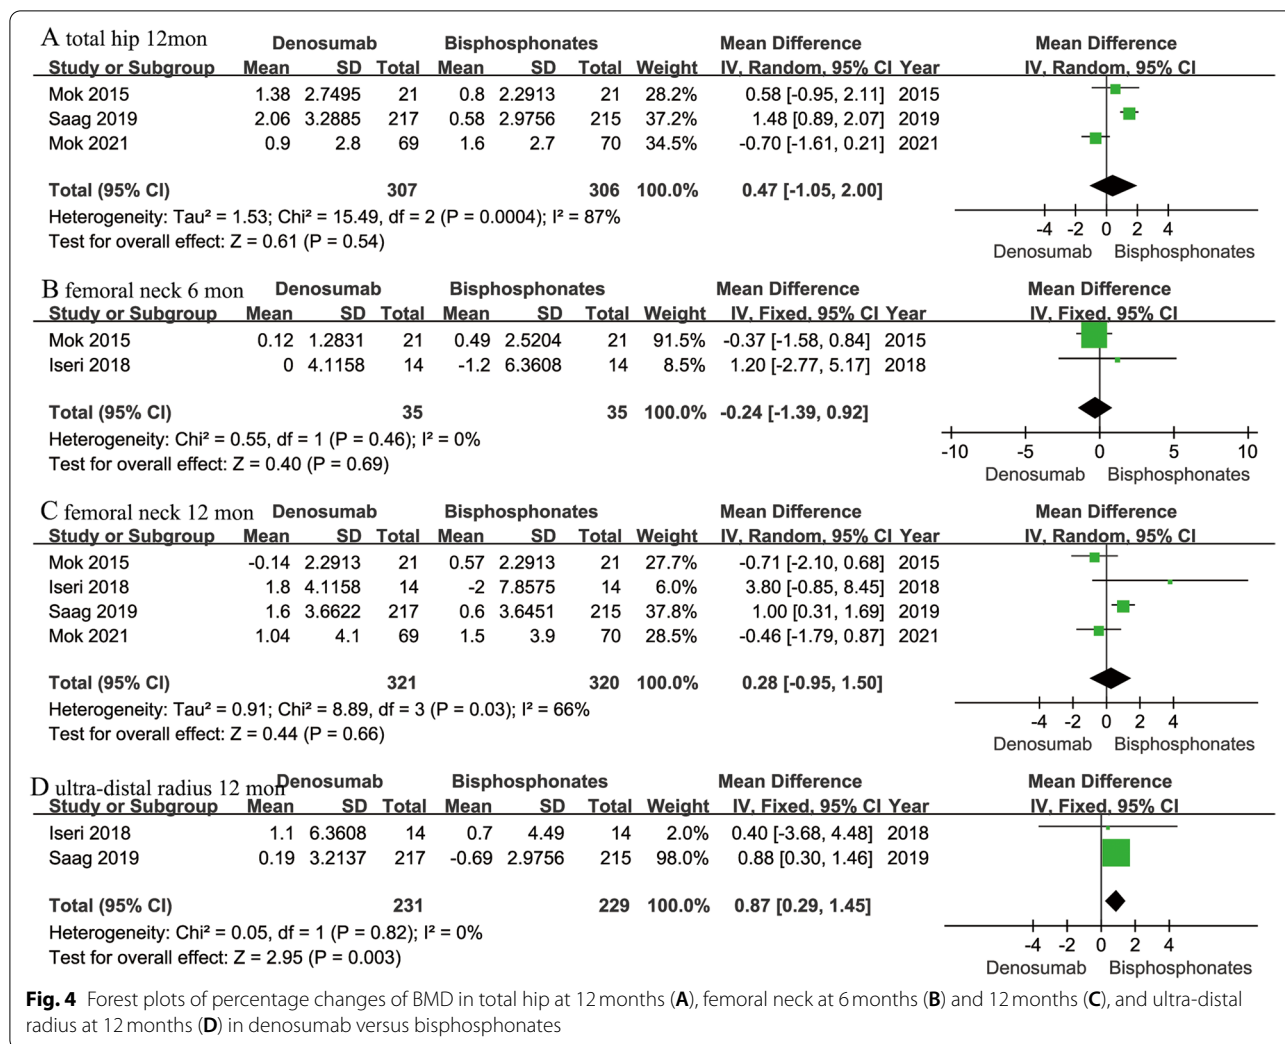 A total hip 12mon Denosumab Bisphosphonates Mean Difference Mean Difference
Study or Subgroup Mean SD Total Mean SD Total Weight IV, Random, 95% CI Year IV, Random, 95% CI
Mok 2015 1.38 2.7495 21 0.8 2.2913 21 28.2% 0.58 [-0.95, 2.11] 2015
Saag 2019 2.06 3.2885 217 0.58 2.9756 215 37.2% 1.48 [0.89, 2.07] 2019
Mok 2021 0.9 2.8 69 1.6 2.7 70 34.5% -0.70 [-1.61, 0.21] 2021
Total (95% CI) 307 306 100.0% 0.47 [-1.05, 2.00]
Heterogeneity: Tau² = 1.53; Chi² = 15.49, df = 2 (P = 0.0004); I² = 87%
Test for overall effect: Z = 0.61 (P = 0.54)
-4 -2 0 2 4
Denosumab Bisphosphonates
B femoral neck 6 mon Denosumab Bisphosphonates Mean Difference Mean Difference
Study or Subgroup Mean SD Total Mean SD Total Weight IV, Fixed, 95% CI Year IV, Fixed, 95% CI
Mok 2015 0.12 1.2831 21 0.49 2.5204 21 91.5% -0.37 [-1.58, 0.84] 2015
Iseri 2018 0 4.1158 14 -1.2 6.3608 14 8.5% 1.20 [-2.77, 5.17] 2018
Total (95% CI) 35 35 100.0% -0.24 [-1.39, 0.92]
Heterogeneity: Chi² = 0.55, df = 1 (P = 0.46); I² = 0%
Test for overall effect: Z = 0.40 (P = 0.69)
-10 -5 0 5 10
Denosumab Bisphosphonates
C femoral neck 12 mon Denosumab Bisphosphonates Mean Difference Mean Difference
Study or Subgroup Mean SD Total Mean SD Total Weight IV, Random, 95% CI Year IV, Random, 95% CI
Mok 2015 -0.14 2.2913 21 0.57 2.2913 21 27.7% -0.71 [-2.10, 0.68] 2015
Iseri 2018 1.8 4.1158 14 -2 7.8575 14 6.0% 3.80 [-0.85, 8.45] 2018
Saag 2019 1.6 3.6622 217 0.6 3.6451 215 37.8% 1.00 [0.31, 1.69] 2019
Mok 2021 1.04 4.1 69 1.5 3.9 70 28.5% -0.46 [-1.79, 0.87] 2021
Total (95% CI) 321 320 100.0% 0.28 [-0.95, 1.50]
Heterogeneity: Tau² = 0.91; Chi² = 8.89, df = 3 (P = 0.03); I² = 66%
Test for overall effect: Z = 0.44 (P = 0.66)
-4 -2 0 2 4
Denosumab Bisphosphonates
D ultra-distal radius 12 mon Denosumab Bisphosphonates Mean Difference Mean Difference
Study or Subgroup Mean SD Total Mean SD Total Weight IV, Fixed, 95% CI Year IV, Fixed, 95% CI
Iseri 2018 1.1 6.3608 14 0.7 4.49 14 2.0% 0.40 [-3.68, 4.48] 2018
Saag 2019 0.19 3.2137 217 -0.69 2.9756 215 98.0% 0.88 [0.30, 1.46] 2019
Total (95% CI) 231 229 100.0% 0.87 [0.29, 1.45]
Heterogeneity: Chi² = 0.05, df = 1 (P = 0.82); I² = 0%
Test for overall effect: Z = 2.95 (P = 0.003)
-4 -2 0 2 4
Denosumab Bisphosphonates
Fig. 4 Forest plots of percentage changes of BMD in total hip at 12 months (A), femoral neck at 6 months (B) and 12 months (C), and ultra-distal
radius at 12 months (D) in denosumab versus bisphosphonates